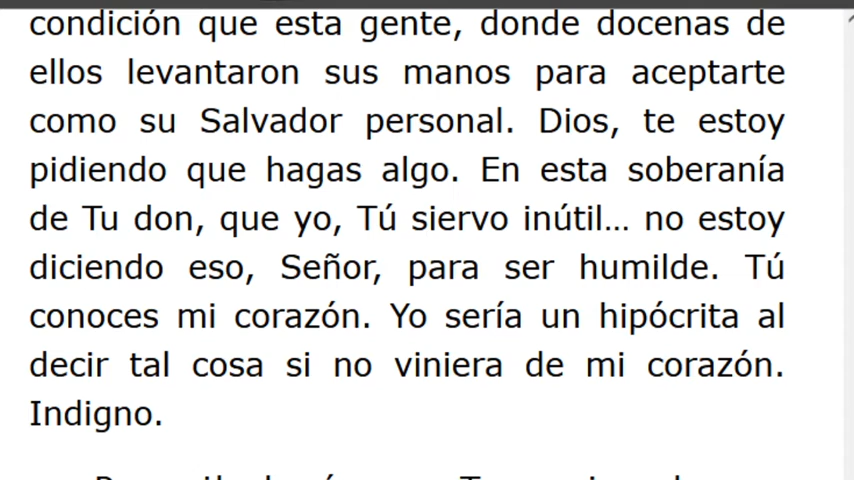 condición que esta gente, donde docenas de
ellos levantaron sus manos para aceptarte
como su Salvador personal. Dios, te estoy
pidiendo que hagas algo. En esta soberanía
de Tu don, que yo, Tú siervo inútil... no estoy
diciendo eso, Señor, para ser humilde. Tú
conoces mi corazón. Yo sería un hipócrita al
decir tal cosa si no viniera de mi corazón.
Indigno.